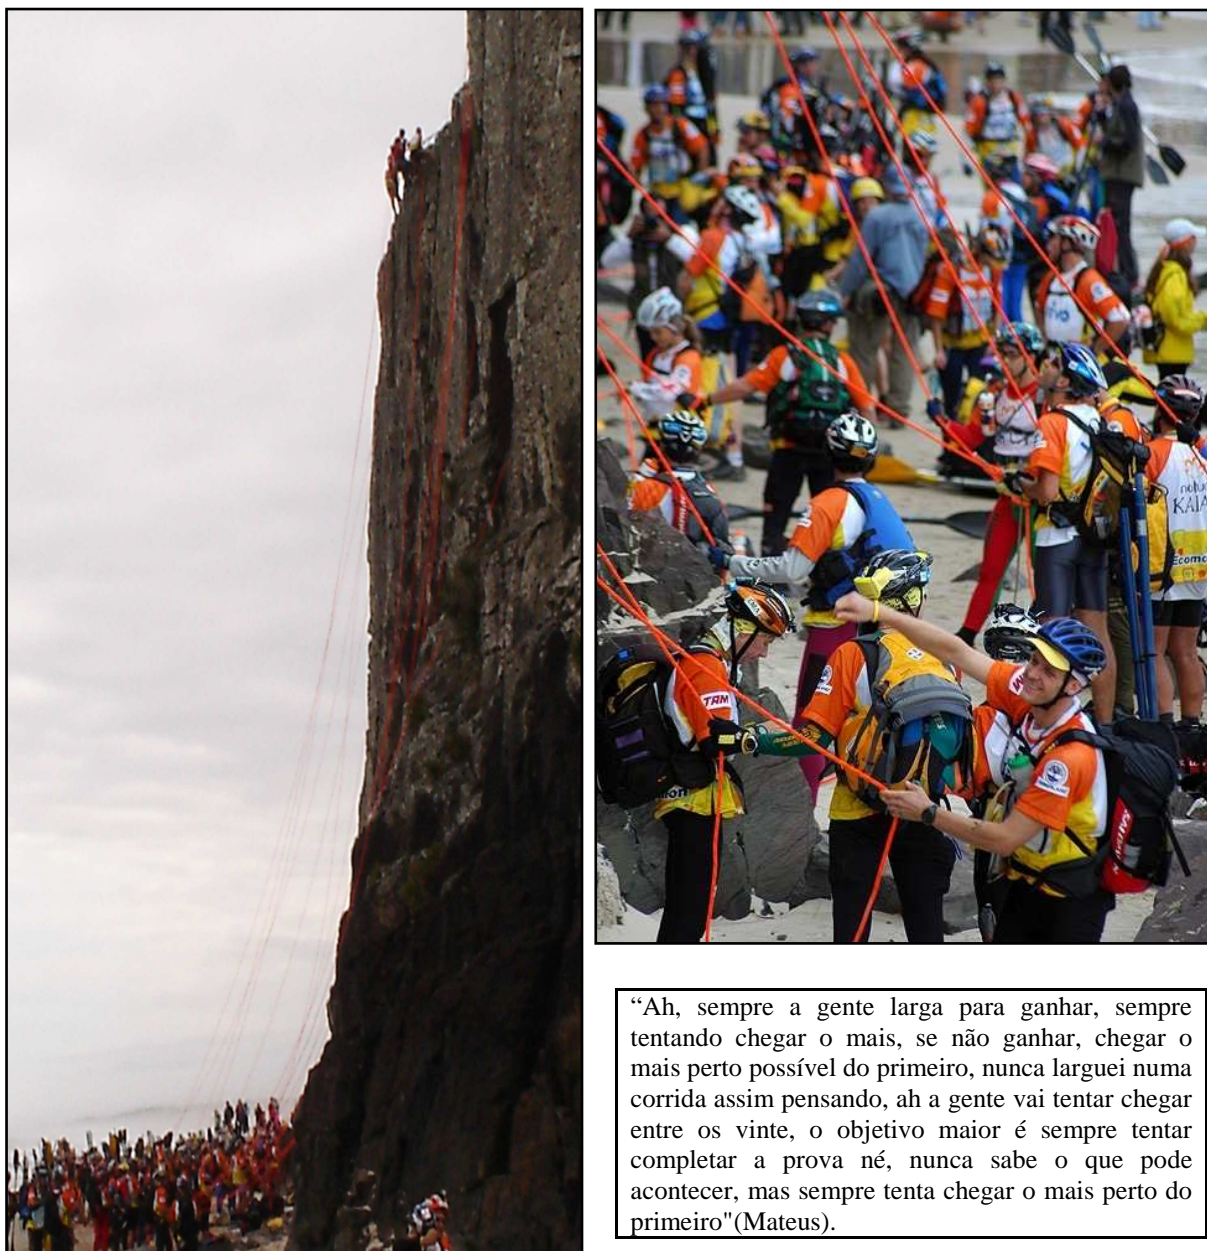 TAM
KAIA
Ecomo
“Ah, sempre a gente larga para ganhar, sempre
tentando chegar o mais, se não ganhar, chegar o
mais perto possível do primeiro, nunca larguei numa
corrida assim pensando, ah a gente vai tentar chegar
entre os vinte, o objetivo maior é sempre tentar
completar a prova né, nunca sabe o que pode
acontecer, mas sempre tenta chegar o mais perto do
primeiro"(Mateus).